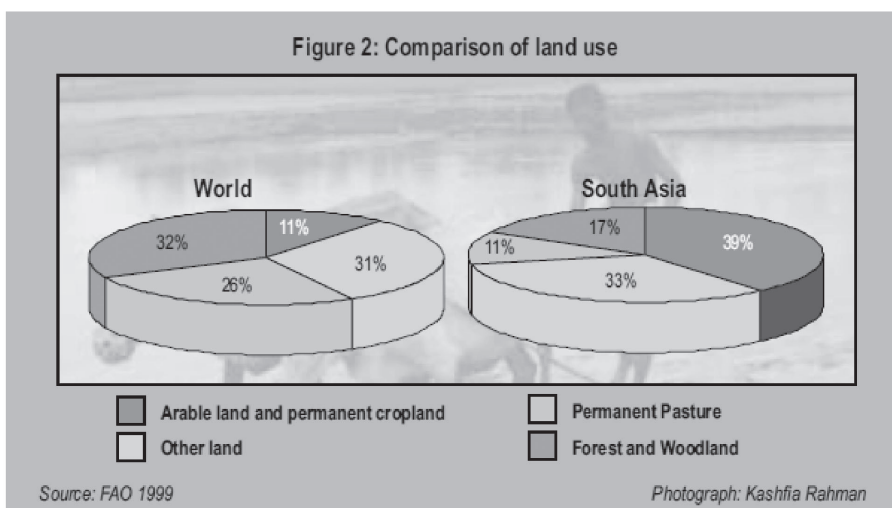 Figure 2: Comparison of land use
World
South Asia
11%
32%
31%
26%
17%
39%
11%
33%
Arable land and permanent cropland
Permanent Pasture
Other land
Forest and Woodland
Source: FAO 1999
Photograph: Kashfia Rahman